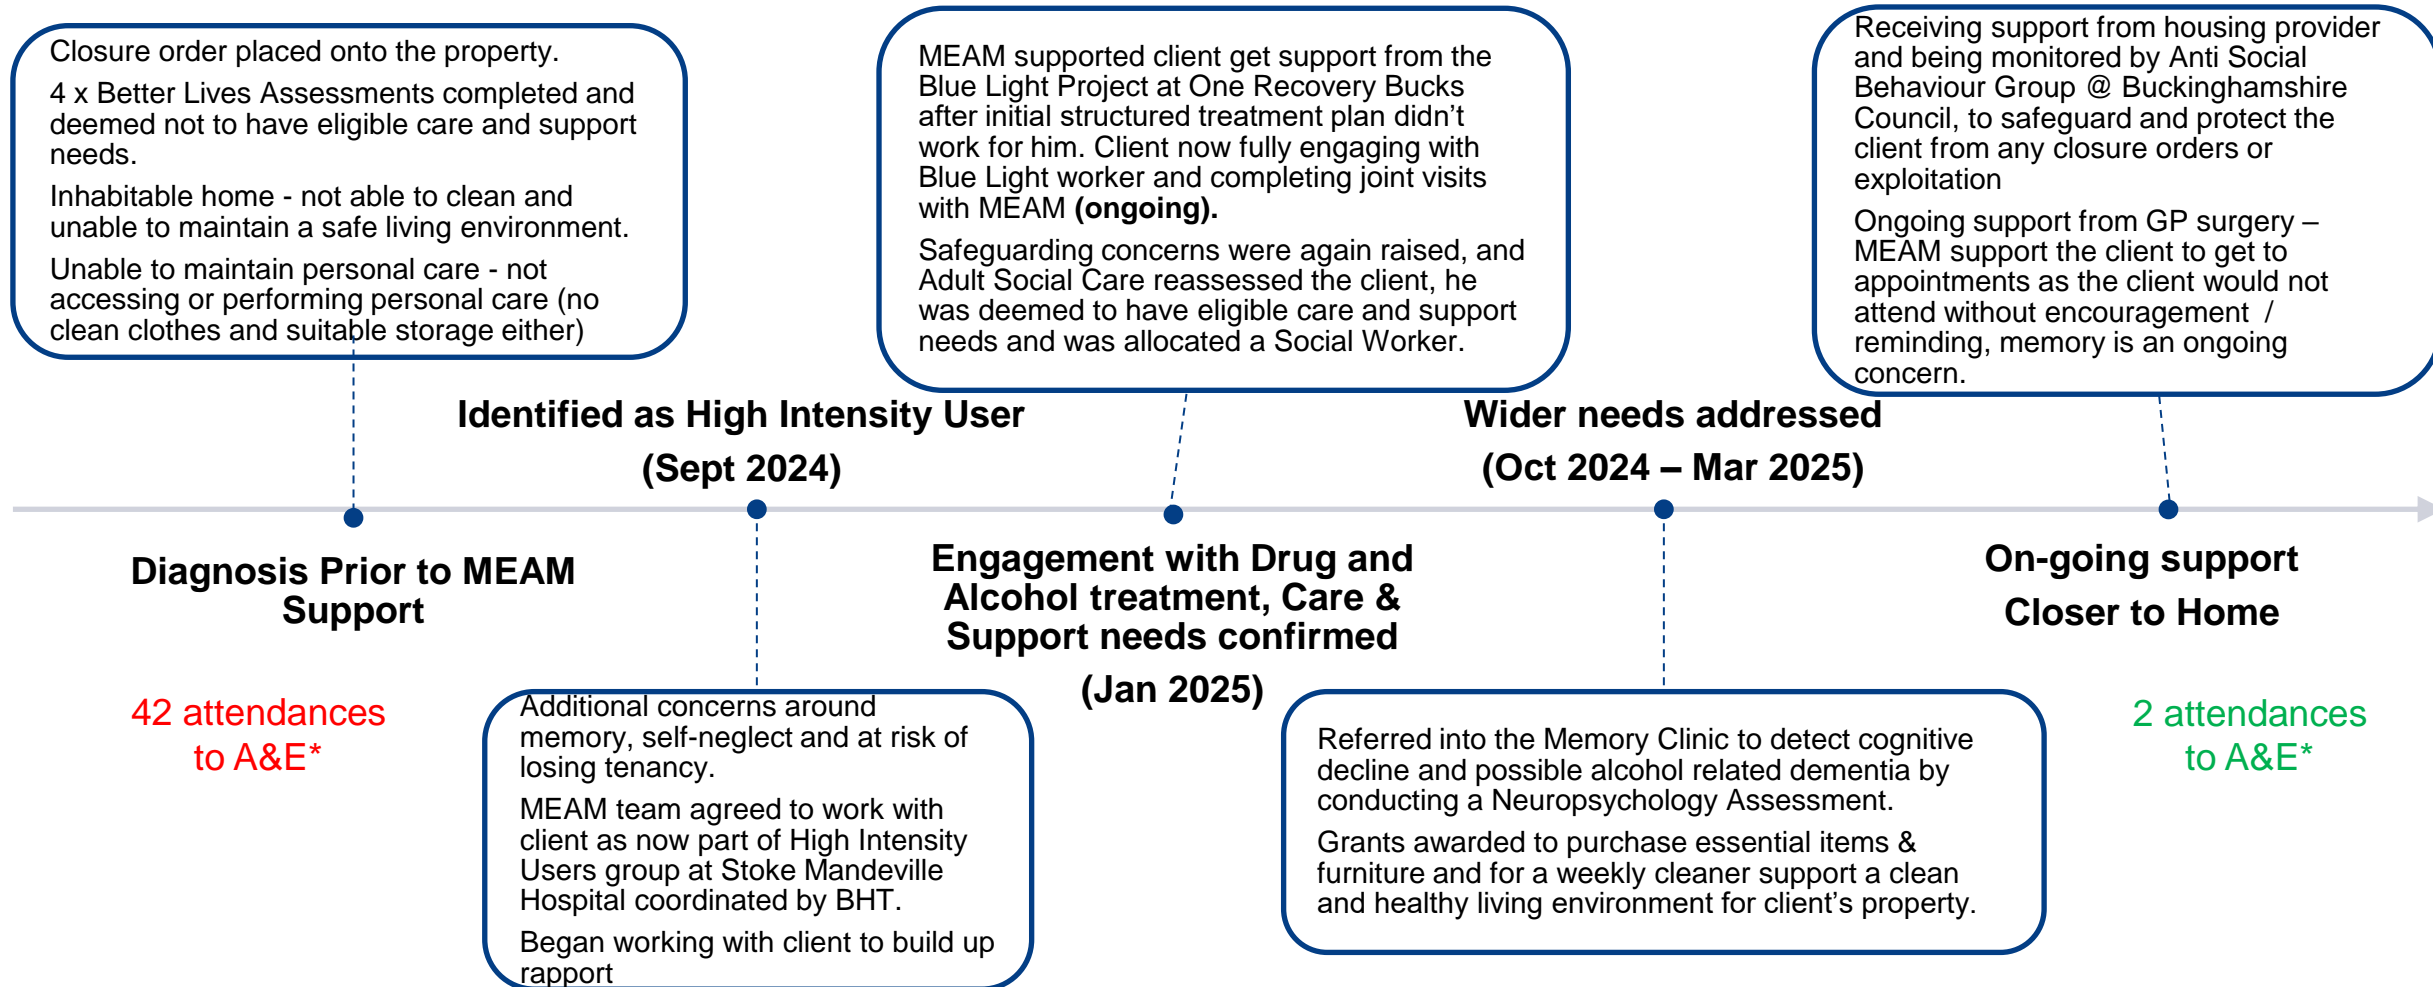 Closure order placed onto the property.
4 x Better Lives Assessments completed and
deemed not to have eligible care and support
needs.
Inhabitable home - not able to clean and
unable to maintain a safe living environment.
Unable to maintain personal care - not
accessing or performing personal care (no
clean clothes and suitable storage either)
MEAM supported client get support from the
Blue Light Project at One Recovery Bucks
after initial structured treatment plan didn’t
work for him. Client now fully engaging with
Blue Light worker and completing joint visits
with MEAM (ongoing).
Safeguarding concerns were again raised, and
Adult Social Care reassessed the client, he
was deemed to have eligible care and support
needs and was allocated a Social Worker.
Receiving support from housing provider
and being monitored by Anti Social
Behaviour Group @ Buckinghamshire
Council, to safeguard and protect the
client from any closure orders or
exploitation
Ongoing support from GP surgery –
MEAM support the client to get to
appointments as the client would not
attend without encouragement /
reminding, memory is an ongoing
concern.
Identified as High Intensity User
(Sept 2024)
Wider needs addressed
(Oct 2024 – Mar 2025)
Diagnosis Prior to MEAM
Support
Engagement with Drug and
Alcohol treatment, Care &
Support needs confirmed
(Jan 2025)
On-going support
Closer to Home
42 attendances
to A&E*
Additional concerns around
memory, self-neglect and at risk of
losing tenancy.
MEAM team agreed to work with
client as now part of High Intensity
Users group at Stoke Mandeville
Hospital coordinated by BHT.
Began working with client to build up
rapport
Referred into the Memory Clinic to detect cognitive
decline and possible alcohol related dementia by
conducting a Neuropsychology Assessment.
Grants awarded to purchase essential items &
furniture and for a weekly cleaner support a clean
and healthy living environment for client’s property.
2 attendances
to A&E*